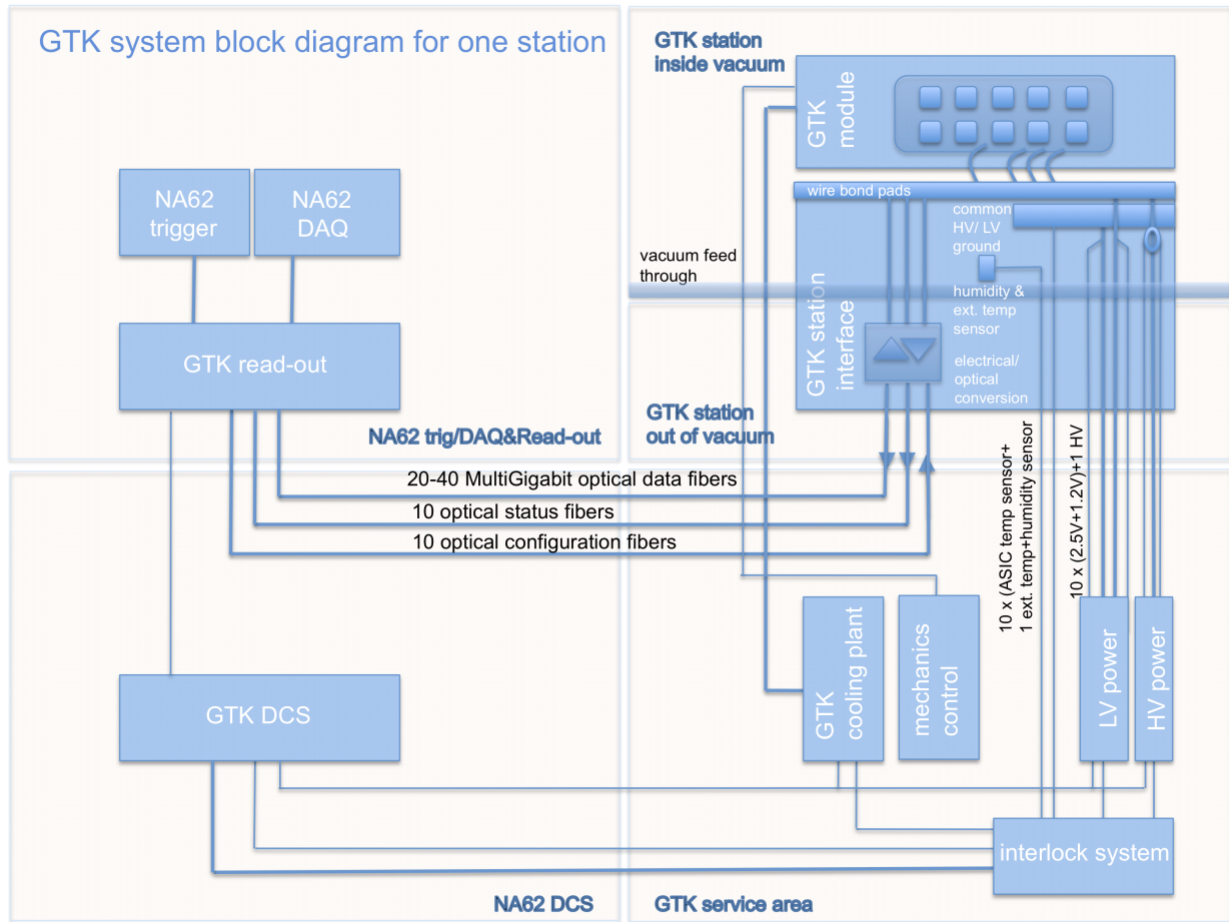 GTK system block diagram for one station
NA62
trigger
NA62
DAQ
GTK read-out
NA62 trig/DAQ&Read-out
GTK station
inside vacuum
GTK
module
wire bond pads
common
HV/ LV
ground
vacuum feed
through
humidity &
ext. temp
sensor
GTK station
interface
electrical/
optical
conversion
GTK station
out of vacuum
20-40 MultiGigabit optical data fibers
10 optical status fibers
10 optical configuration fibers
10 x (ASIC temp sensor+
1 ext. temp+humidity sensor
10 x (2.5V+1.2V)+1 HV
GTK DCS
GTK
cooling plant
mechanics
control
LV power
HV power
interlock system
NA62 DCS
GTK service area